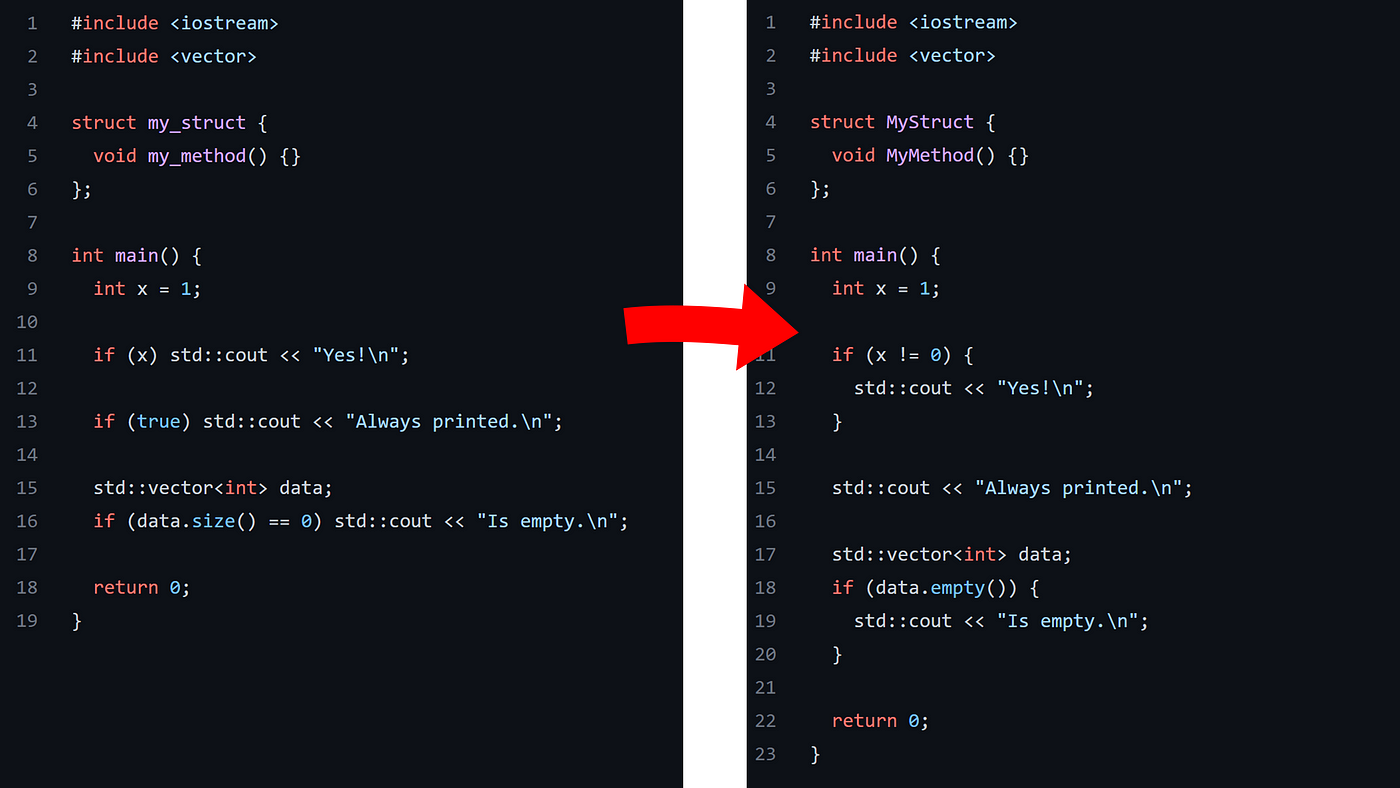 1 #include <iostream>
2 #include <vector>
3
4 struct my_struct {
5   void my_method() {}
6 };
7
8 int main() {
9   int x = 1;
10
11   if (x) std::cout << "Yes!\n";
12
13   if (true) std::cout << "Always printed.\n";
14
15   std::vector<int> data;
16   if (data.size() == 0) std::cout << "Is empty.\n";
17
18   return 0;
19 }
1 #include <iostream>
2 #include <vector>
3
4 struct MyStruct {
5   void MyMethod() {}
6 };
7
8 int main() {
9   int x = 1;

11   if (x != 0) {
12     std::cout << "Yes!\n";
13   }
14
15   std::cout << "Always printed.\n";
16
17   std::vector<int> data;
18   if (data.empty()) {
19     std::cout << "Is empty.\n";
20   }
21
22   return 0;
23 }